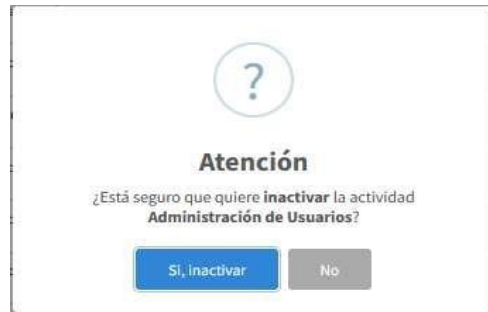 ?
Atención
¿Está seguro que quiere inactivar la actividad
Administración de Usuarios?
Si, inactivar
No